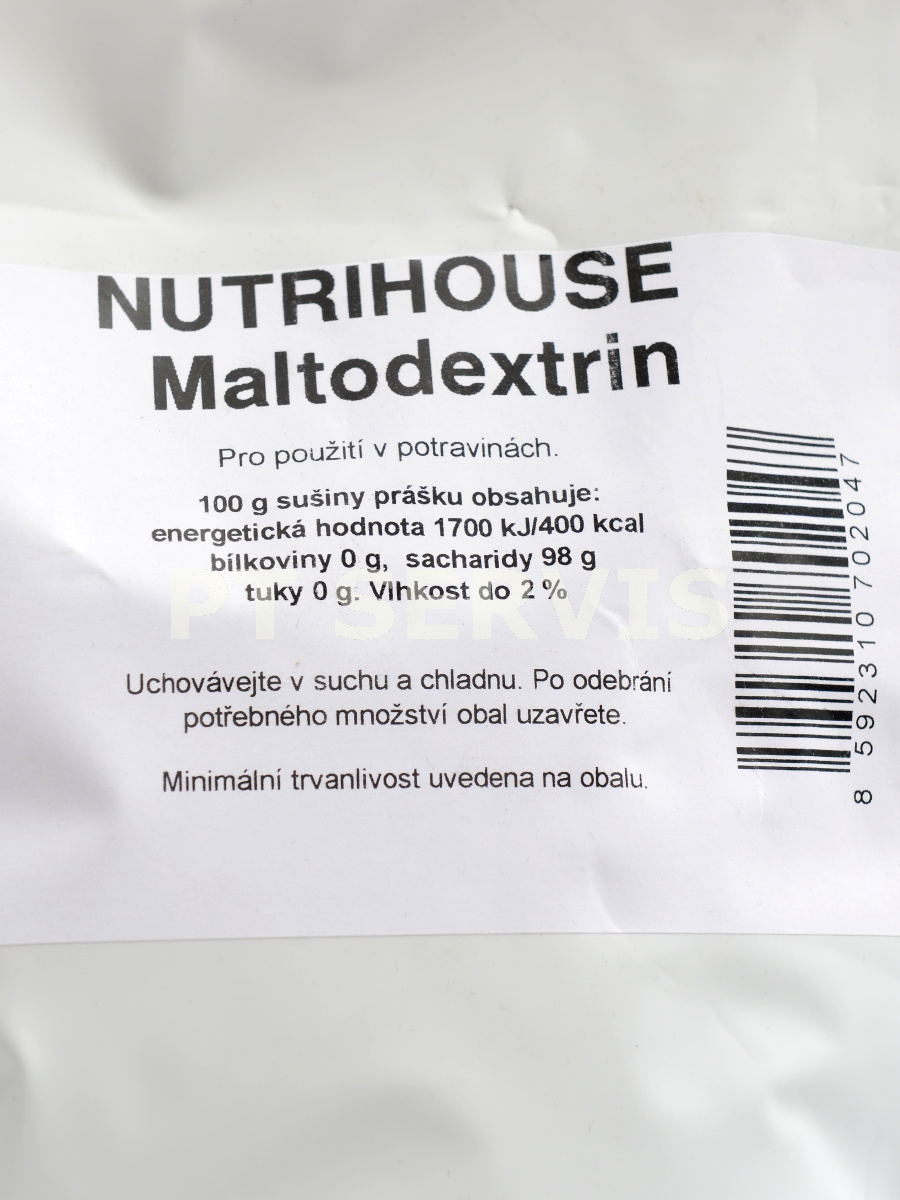 NUTRIHOUSE
Maltodextrin
Pro použití v potravinách.
100 g sušiny prášku obsahuje:
energetická hodnota 1700 kJ/400 kcal
bílkoviny 0 g, sacharidy 98 g
tuky 0 g. Vlhkost do 2 %
PT SERVIS
Uchovávejte v suchu a chladnu. Po odebrání
potřebného množství obal uzavřete.
Minimální trvanlivost uvedena na obalu.
8 592310 702047